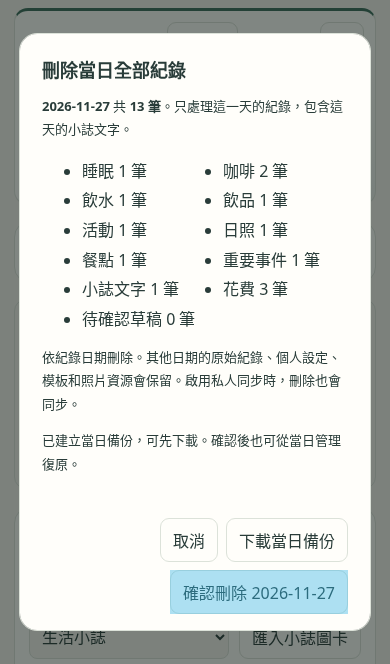 刪除當日全部紀錄
2026-11-27 共 13 筆。只處理這一天的紀錄，包含這
天的小誌文字。
睡眠 1 筆
咖啡 2 筆
飲水 1 筆
飲品 1 筆
活動 1 筆
日照 1 筆
餐點 1 筆
重要事件 1 筆
小誌文字 1 筆
花費 3 筆
待確認草稿 0 筆
依紀錄日期刪除。其他日期的原始紀錄、個人設定、
模板和照片資源會保留。啟用私人同步時，刪除也會
同步。
已建立當日備份，可先下載。確認後也可從當日管理
復原。
取消
下載當日備份
確認刪除 2026-11-27
生活小誌
匯入小誌圖卡